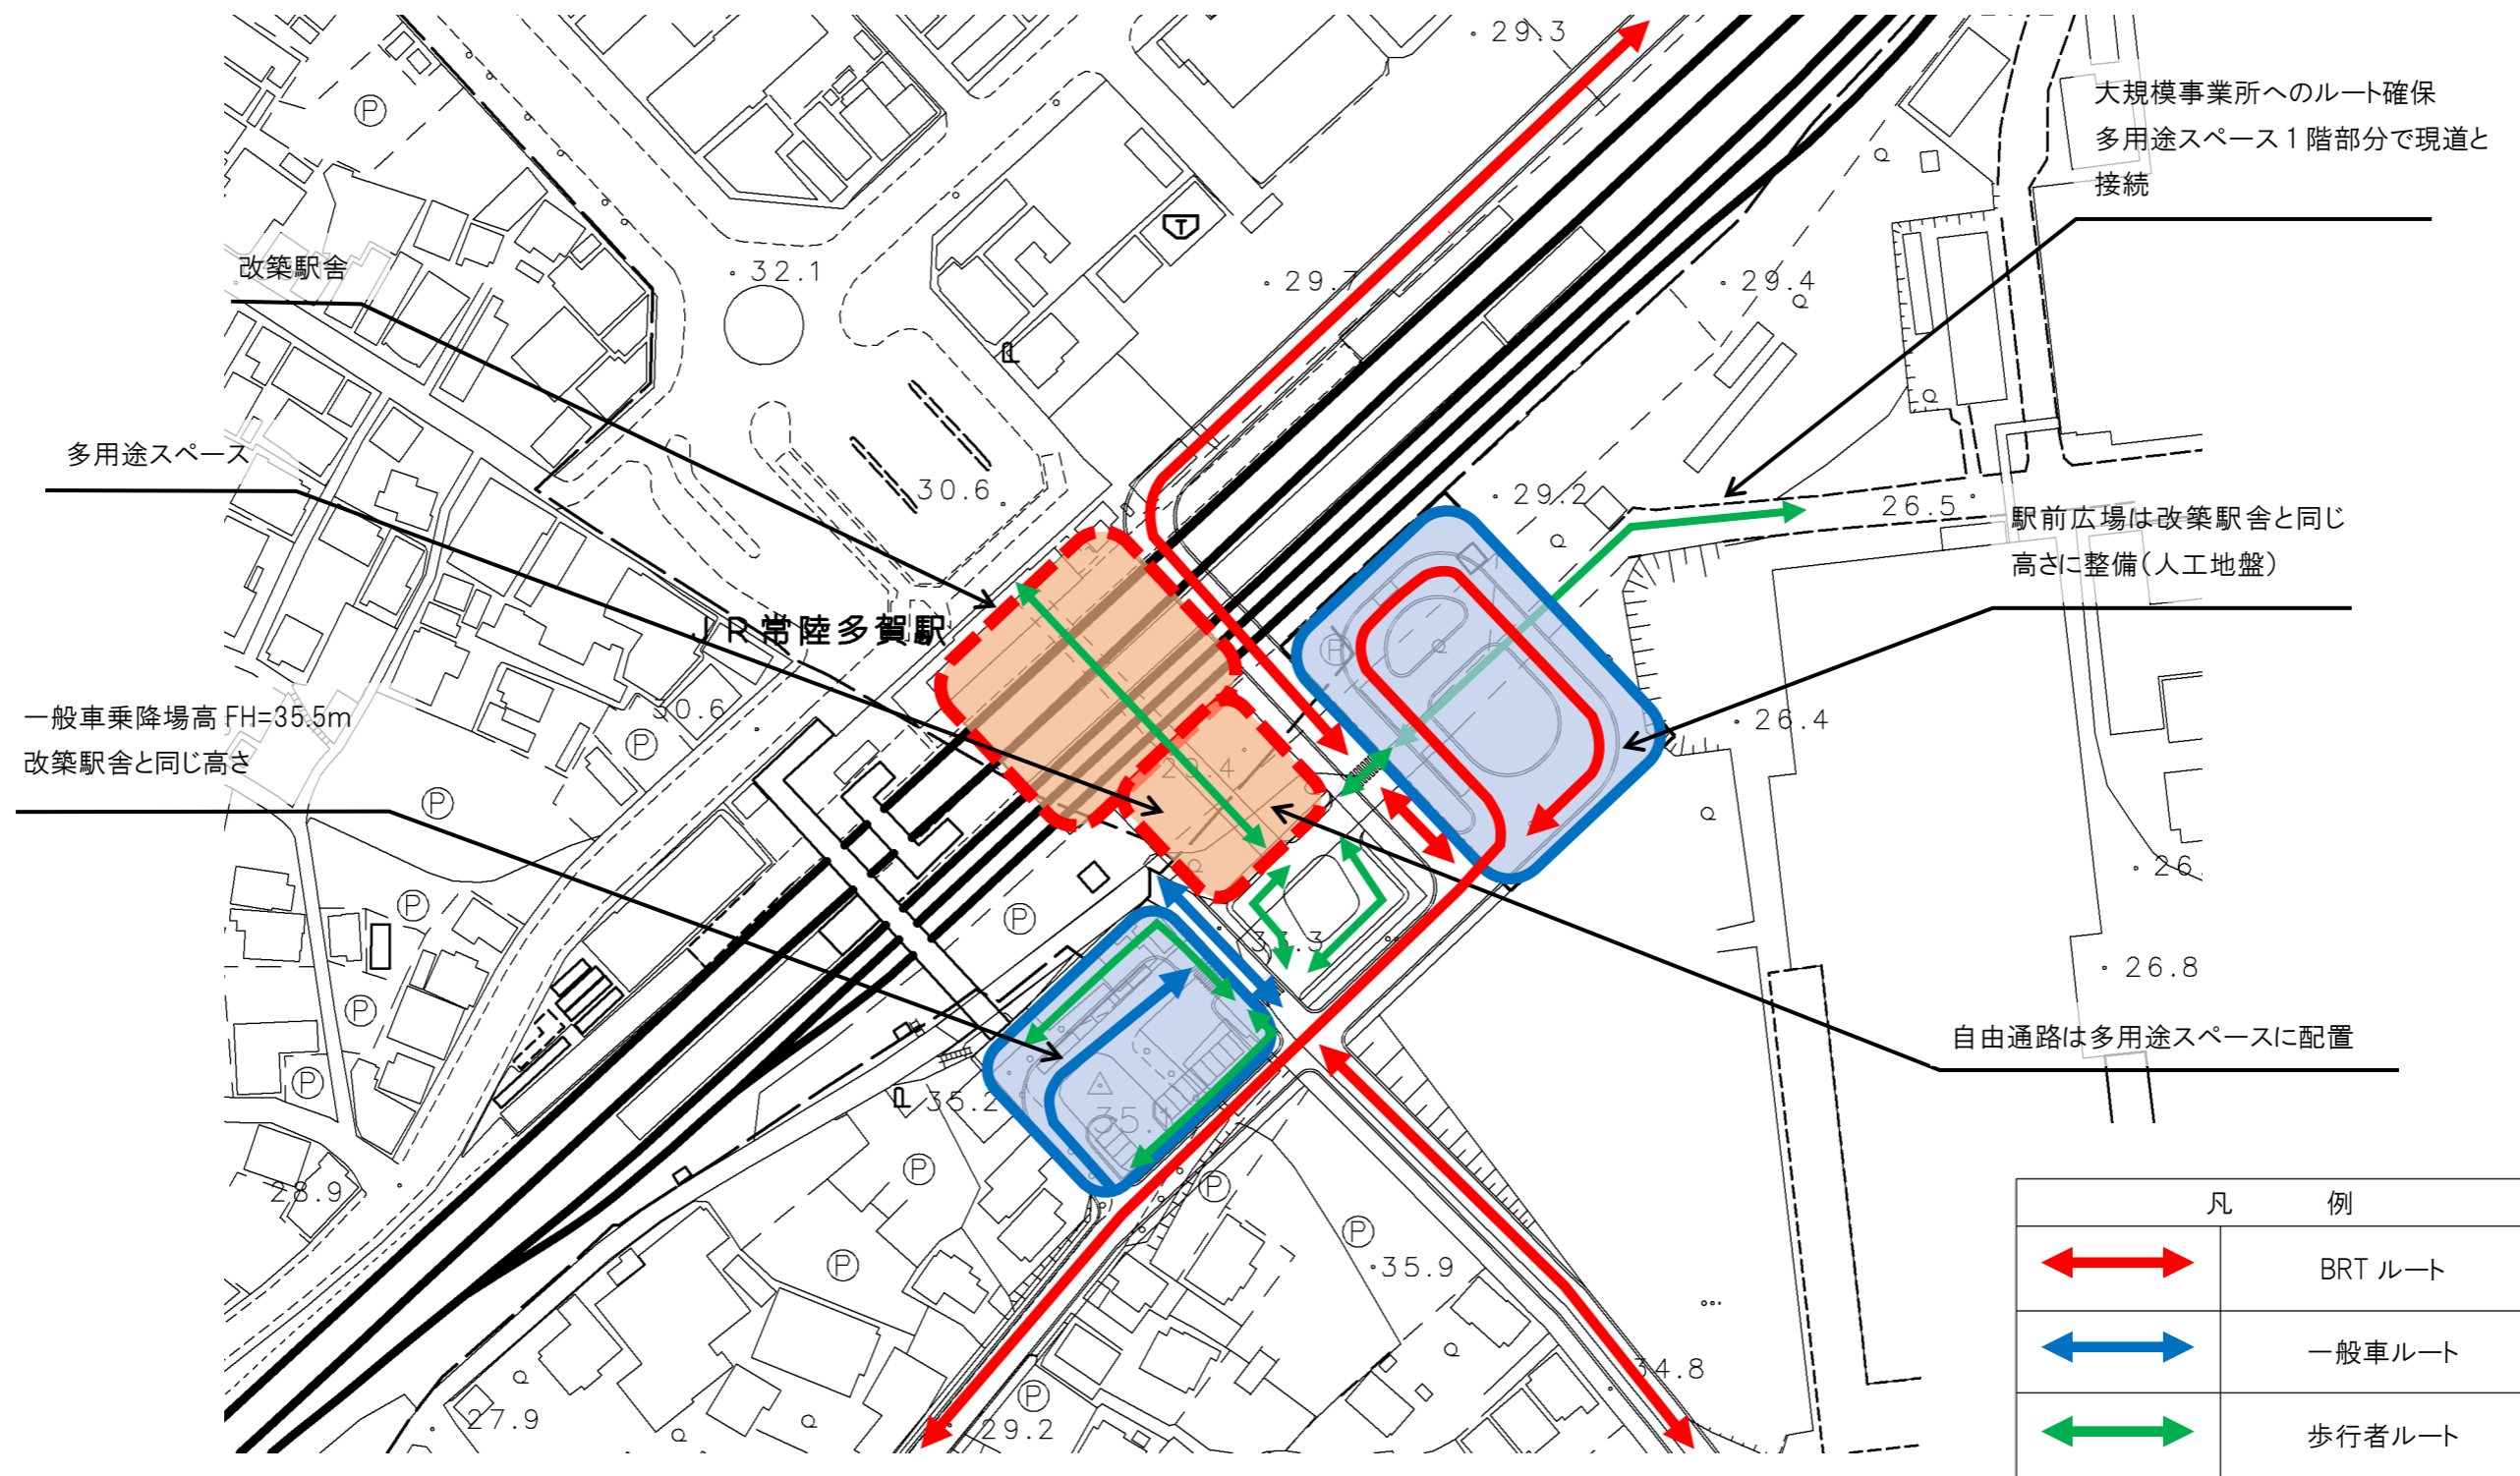 29.3
大規模事業所へのルート確保
多用途スペース1階部分で現道と
接続
P
改築駅舎
32.1
T
29.7
29.4
多用途スペース
30.6
29.2
26.5
駅前広場は改築駅舎と同じ
高さに整備(人工地盤)
JR常陸多賀駅
P
一般車乗降場高 FH=35.5m
改築駅舎と同じ高さ
30.6
P
29.4
26.4
P
P
P
26.
26.8
P
自由通路は多用途スペースに配置
P
35.2
35.1
28.9
P
P
P
P
35.9
34.8
27.9
P
29.2
凡 例
BRT ルート
一般車ルート
歩行者ルート